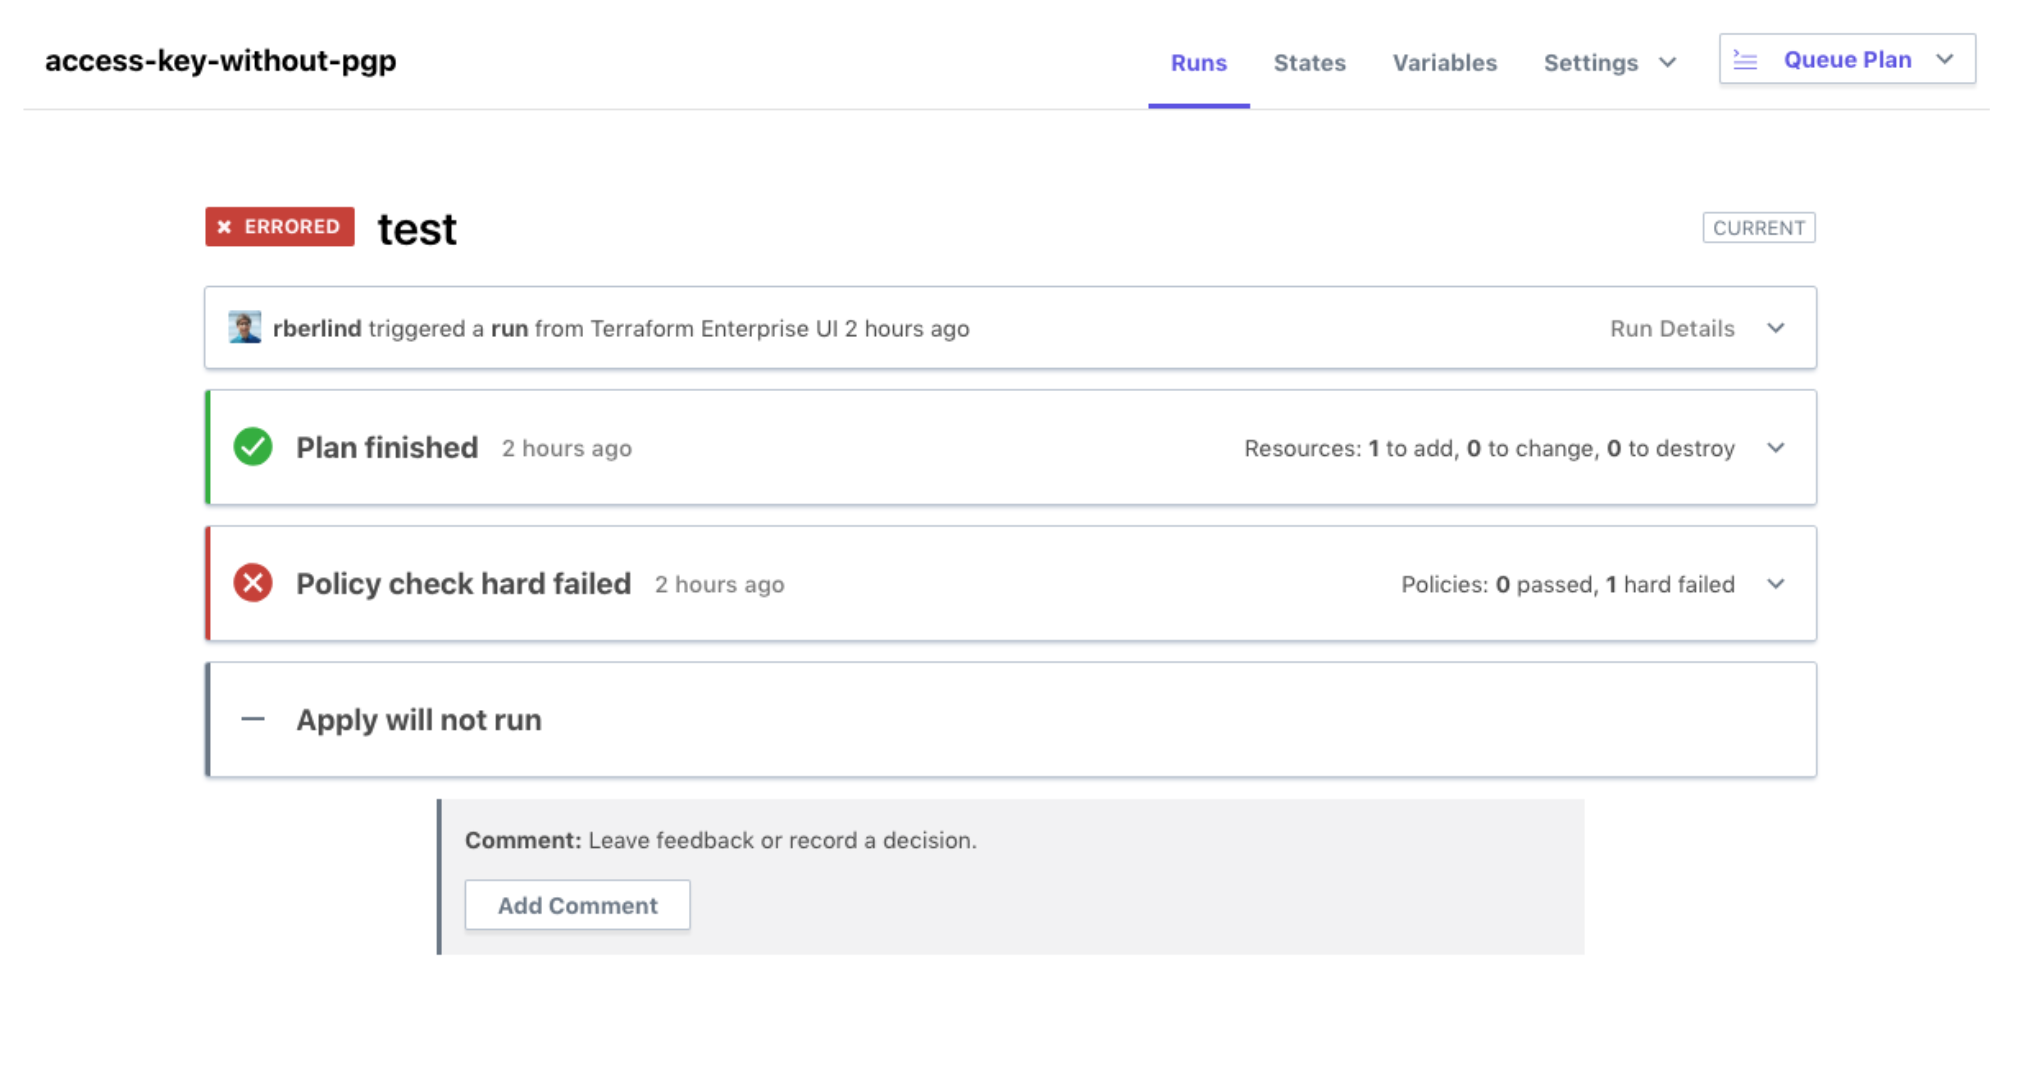 access-key-without-pgp
Runs States Variables Settings Queue Plan
ERRORED test CURRENT
rberlind triggered a run from Terraform Enterprise UI 2 hours ago Run Details
Plan finished 2 hours ago Resources: 1 to add, 0 to change, 0 to destroy
Policy check hard failed 2 hours ago Policies: 0 passed, 1 hard failed
Apply will not run
Comment: Leave feedback or record a decision.
Add Comment